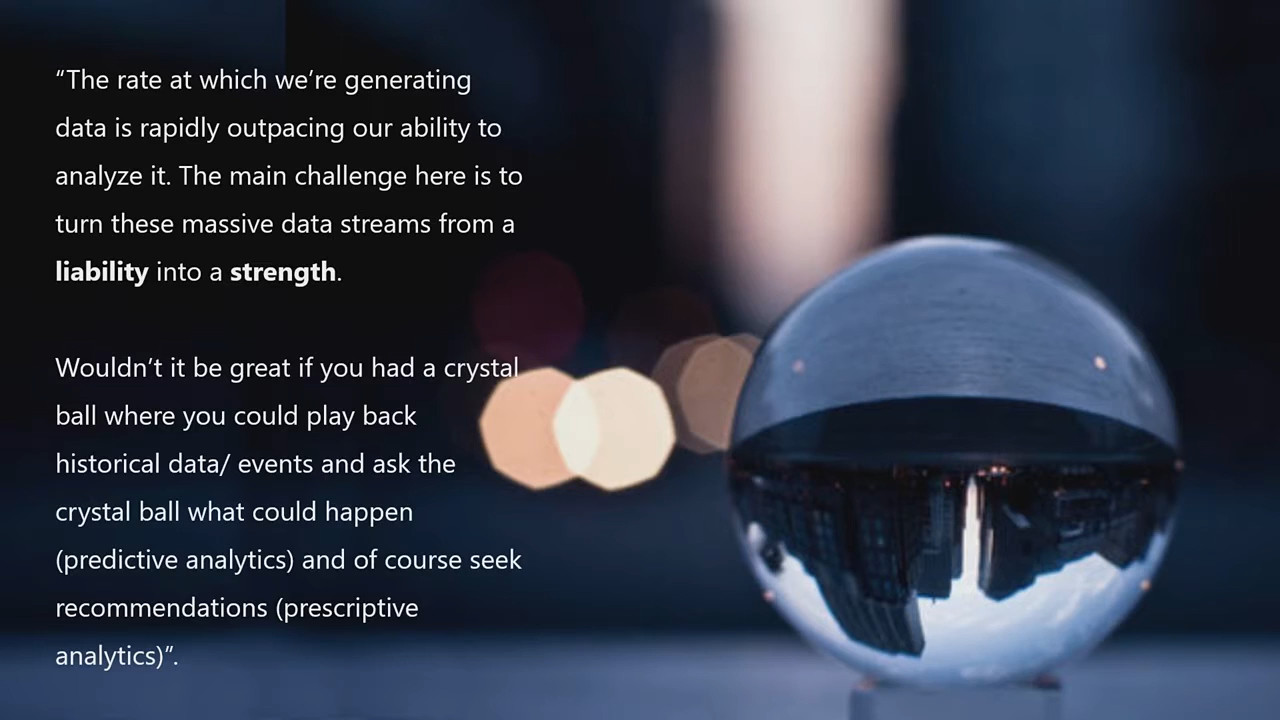 “The rate at which we’re generating
data is rapidly outpacing our ability to
analyze it. The main challenge here is to
turn these massive data streams from a
liability into a strength.
Wouldn’t it be great if you had a crystal
ball where you could play back
historical data/ events and ask the
crystal ball what could happen
(predictive analytics) and of course seek
recommendations (prescriptive
analytics)”.